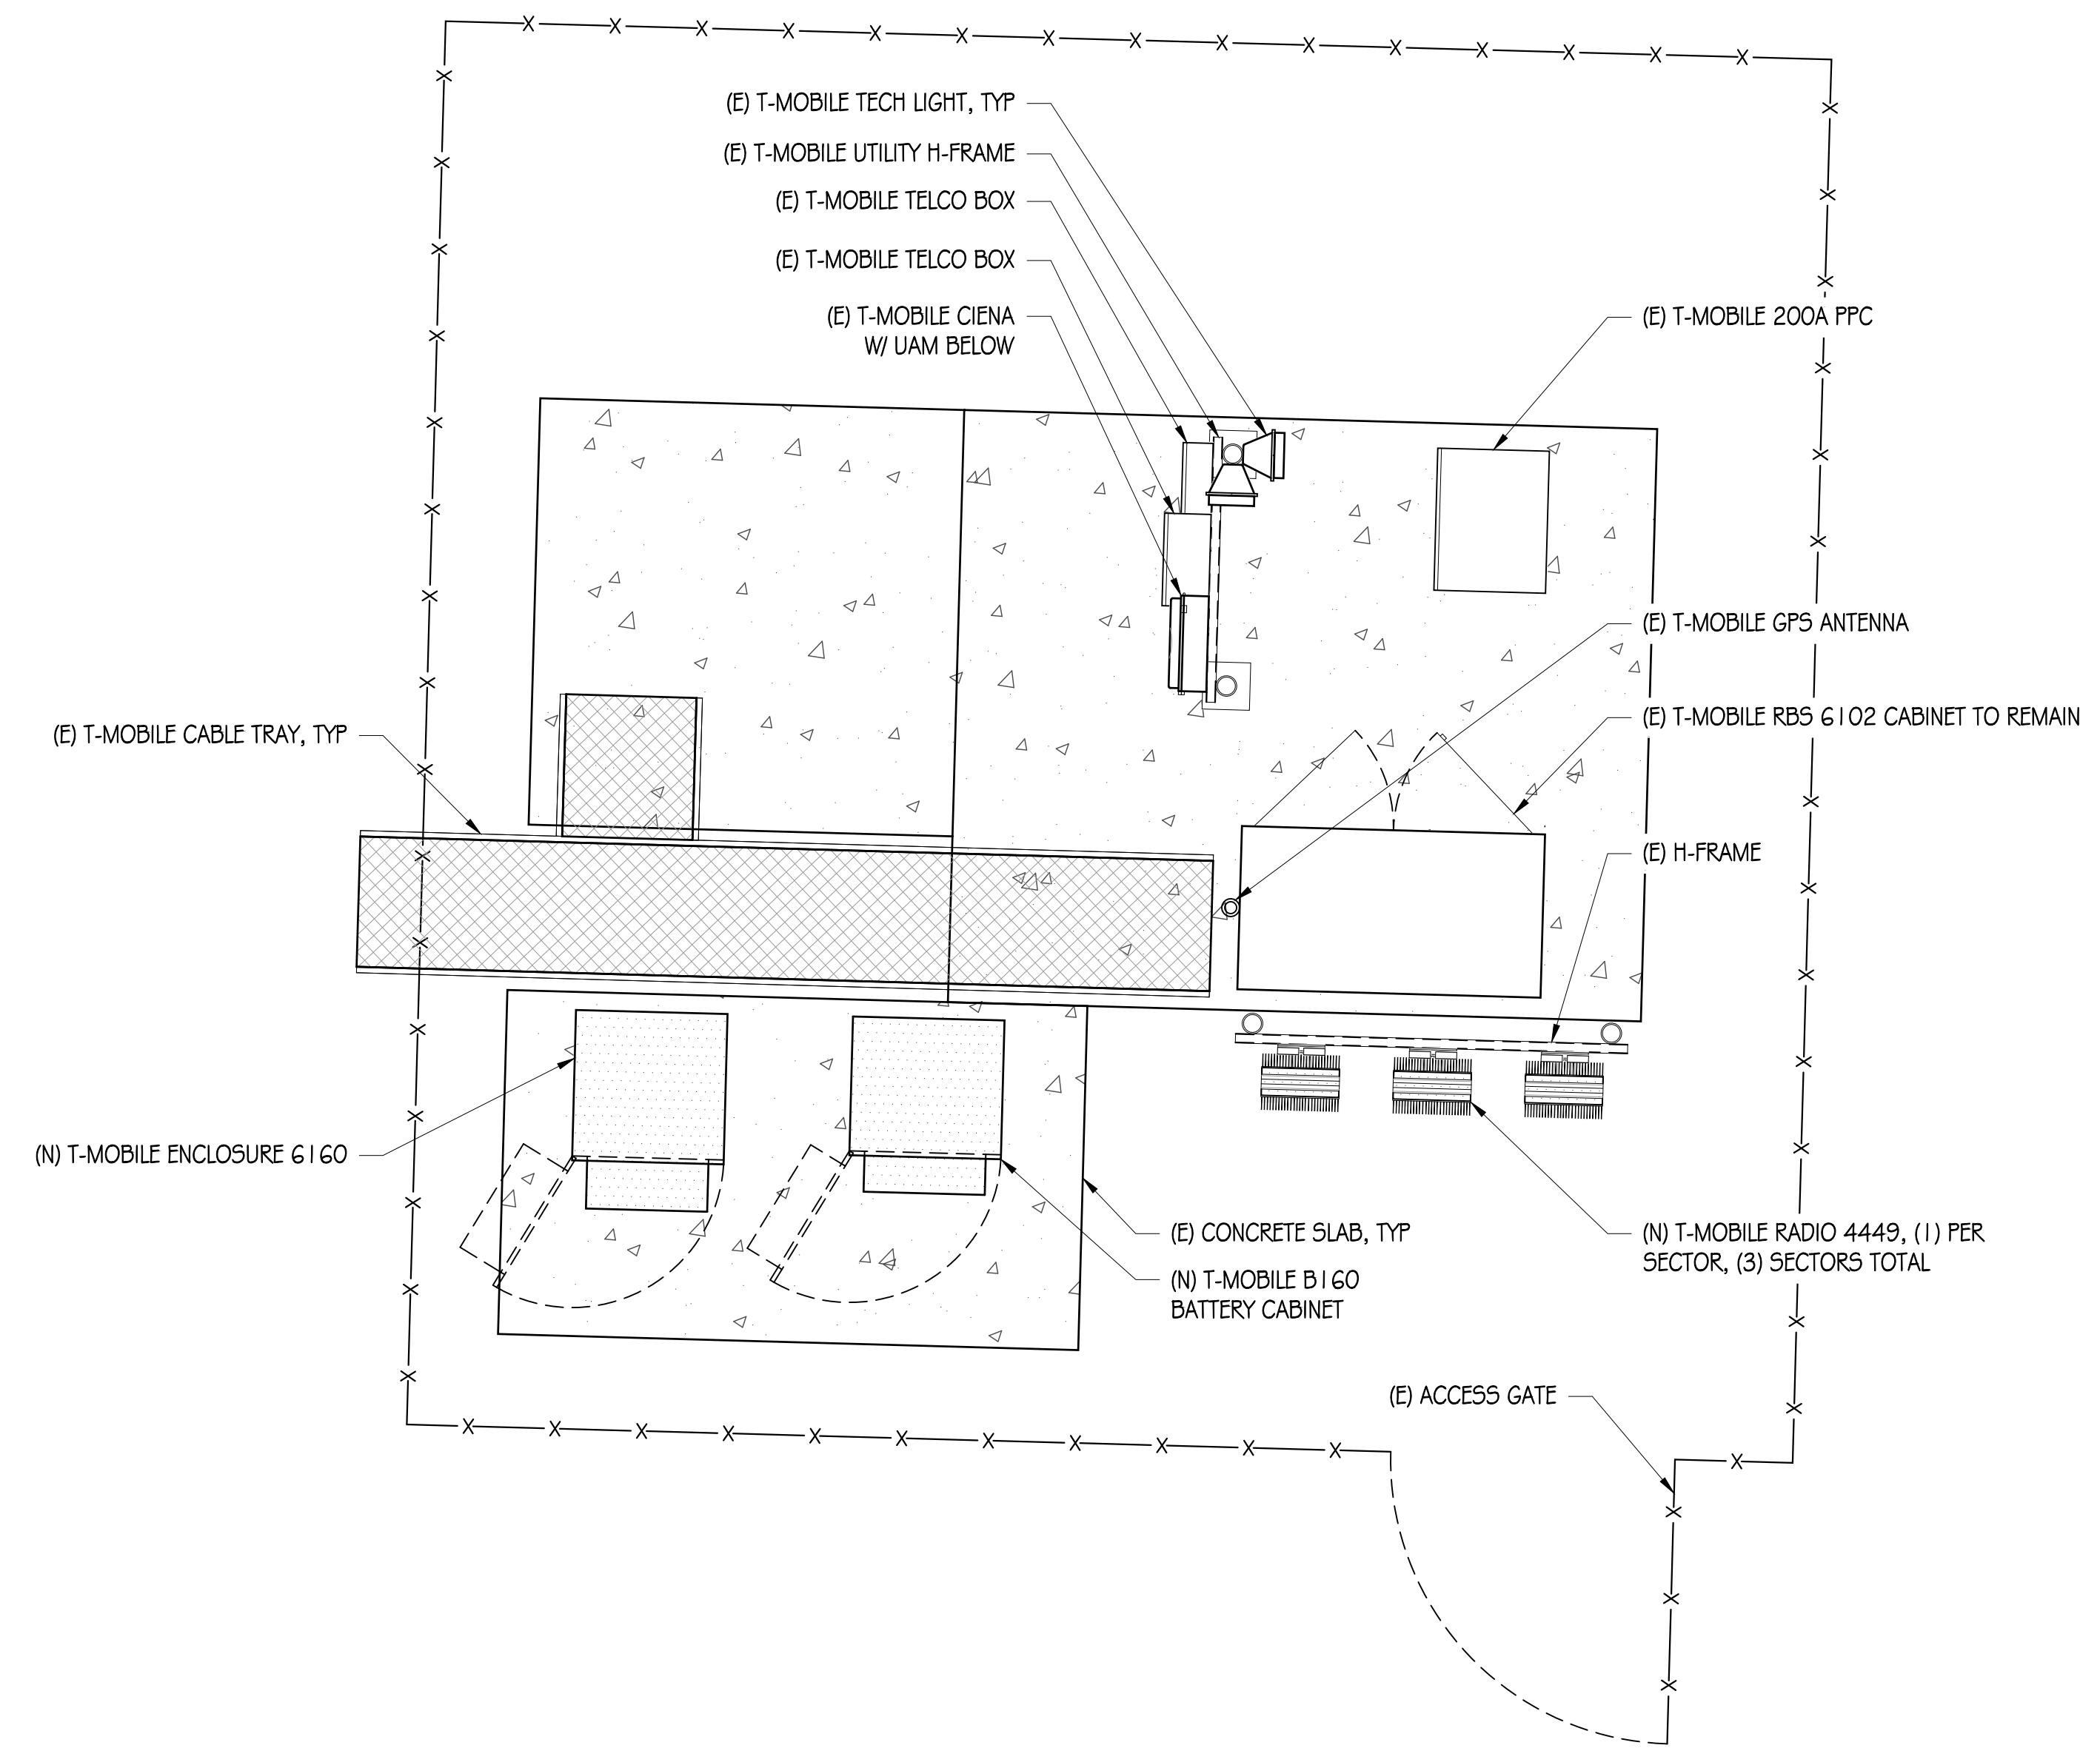 (E) T-MOBILE TECH LIGHT, TYP
(E) T-MOBILE UTILITY H-FRAME
(E) T-MOBILE TELCO BOX
(E) T-MOBILE TELCO BOX
(E) T-MOBILE CIENA
W/ UAM BELOW
(E) T-MOBILE 200A PPC
(E) T-MOBILE GPS ANTENNA
(E) T-MOBILE RBS 6102 CABINET TO REMAIN
(E) T-MOBILE CABLE TRAY, TYP
(E) H-FRAME
(N) T-MOBILE ENCLOSURE 6160
(E) CONCRETE SLAB, TYP
(N) T-MOBILE B160
BATTERY CABINET
(N) T-MOBILE RADIO 4449, (1) PER
SECTOR, (3) SECTORS TOTAL
(E) ACCESS GATE